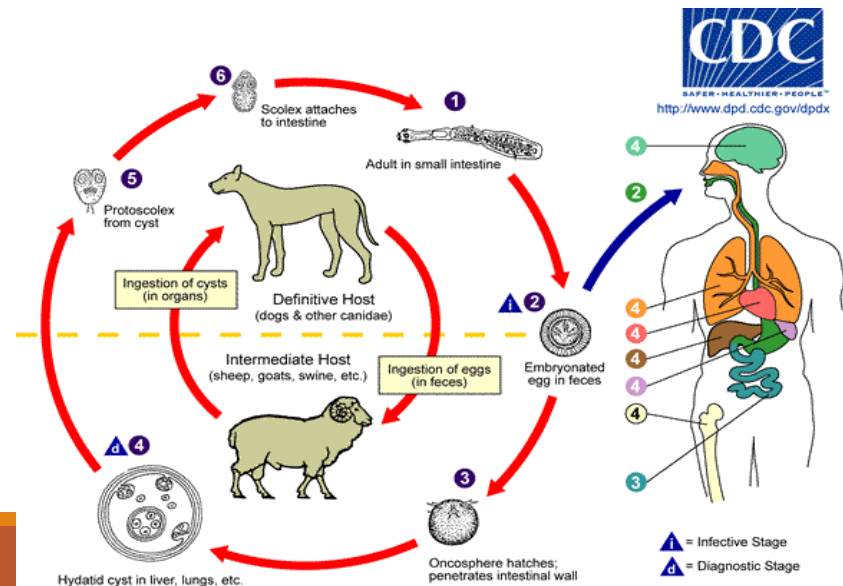 CDC
SAFER • HEALTHIER • PEOPLE™
http://www.dpd.cdc.gov/dpdx
6
Scolex attaches
to intestine
1
Adult in small intestine
5
Protoscolex
from cyst
Ingestion of cysts
(in organs)
Definitive Host
(dogs & other canidae)
i 2
Embryonated
egg in feces
Intermediate Host
(sheep, goats, swine, etc.)
Ingestion of eggs
(in feces)
d 4
Hydatid cyst in liver, lungs, etc.
3
Oncosphere hatches;
penetrates intestinal wall
4
2
4
4
4
4
4
3
i = Infective Stage
d = Diagnostic Stage